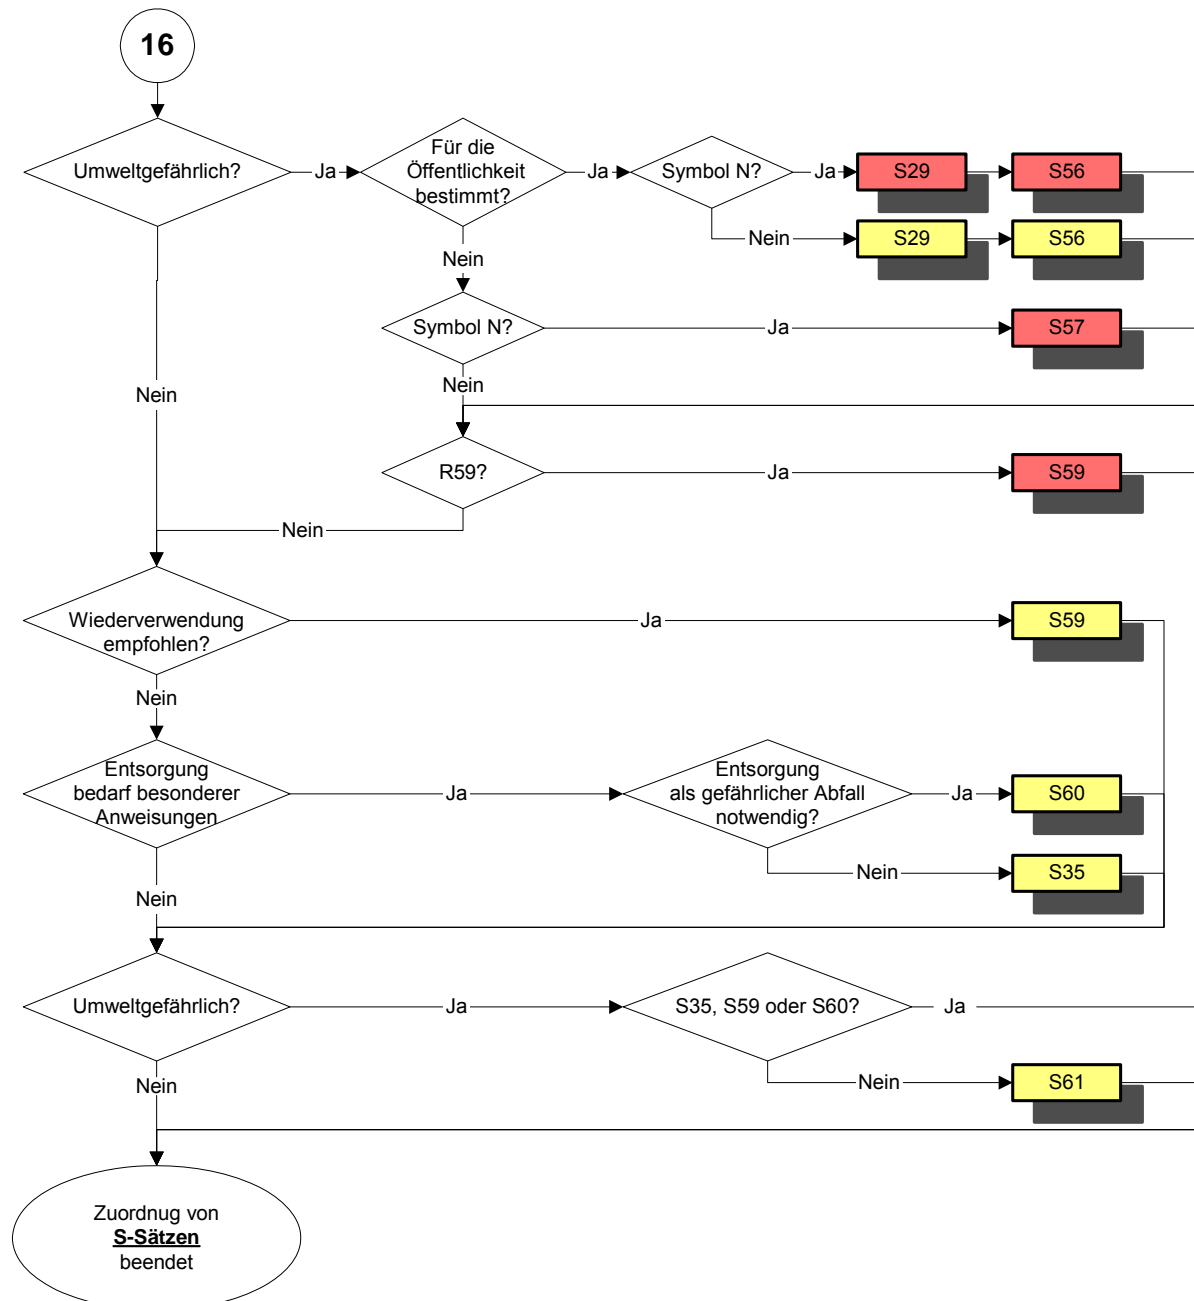 16
Umweltgefährlich?
Ja
Für die
Öffentlichkeit
bestimmt?
Ja
Symbol N?
Ja
S29
S56
Nein
S29
S56
Nein
Symbol N?
Ja
S57
Nein
Nein
R59?
Ja
S59
Nein
Wiederverwendung
empfohlen?
Ja
S59
Nein
Entsorgung
bedarf besonderer
Anweisungen
Ja
Entsorgung
als gefährlicher Abfall
notwendig?
Ja
S60
Nein
S35
Nein
Umweltgefährlich?
Ja
S35, S59 oder S60?
Ja
Nein
S61
Nein
Zuordnug von
S-Sätzen
beendet